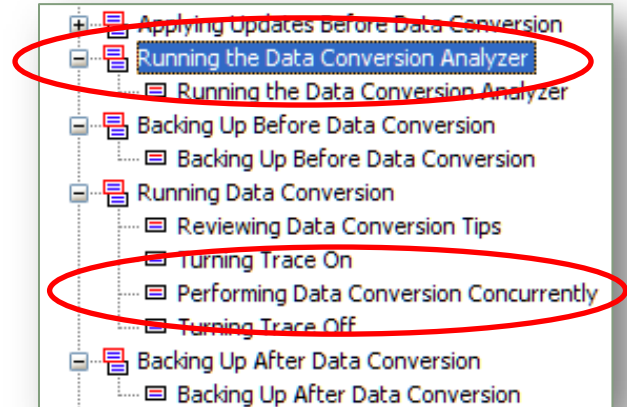 Applying Updates Before Data Conversion
Running the Data Conversion Analyzer
Running the Data Conversion Analyzer
Backing Up Before Data Conversion
Backing Up Before Data Conversion
Running Data Conversion
Reviewing Data Conversion Tips
Turning Trace On
Performing Data Conversion Concurrently
Turning Trace Off
Backing Up After Data Conversion
Backing Up After Data Conversion